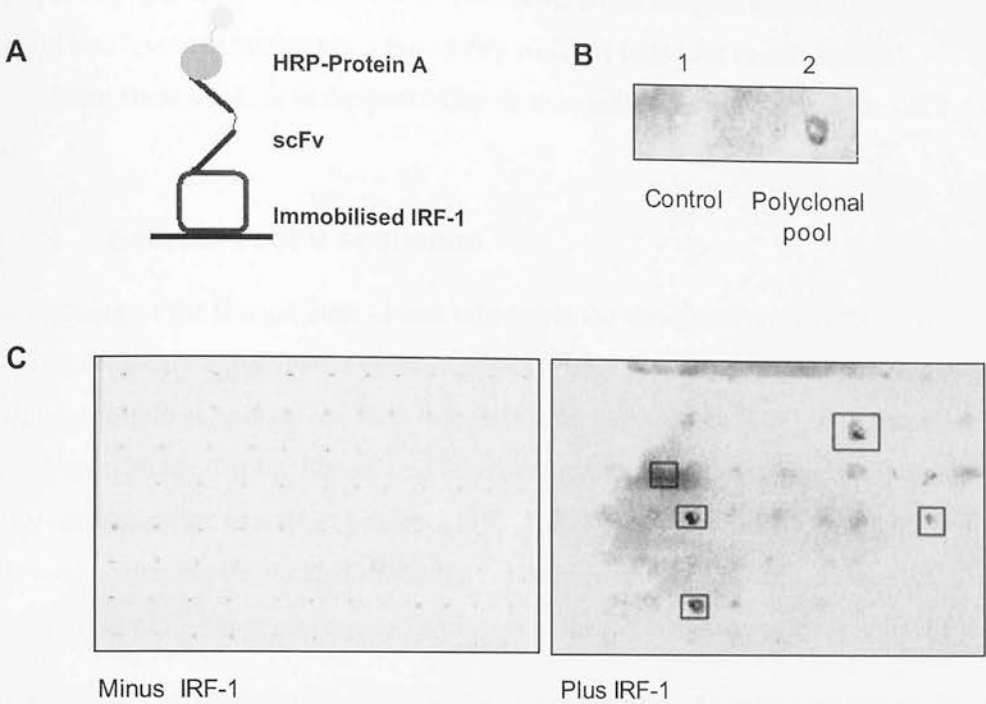 A
HRP-Protein A
scFv
Immobilised IRF-1
B
1 2
Control Polyclonal
pool
C
Minus IRF-1
Plus IRF-1